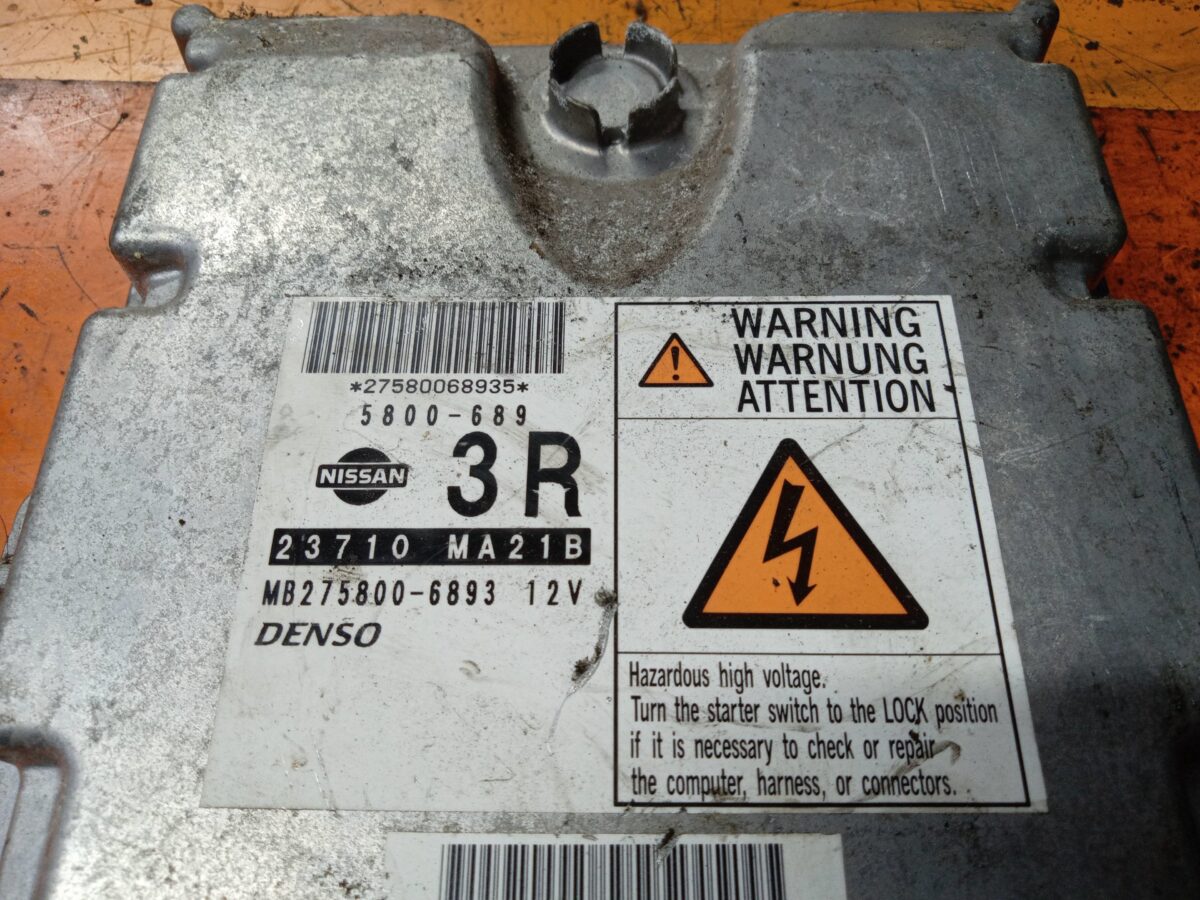 *27580068935*
5800-689
NISSAN
3R
23710 MA21B
MB275800-6893 12V
DENSO
!
WARNING
WARNUNG
ATTENTION
Hazardous high voltage.
Turn the starter switch to the LOCK position
if it is necessary to check or repair
the computer, harness, or connectors.